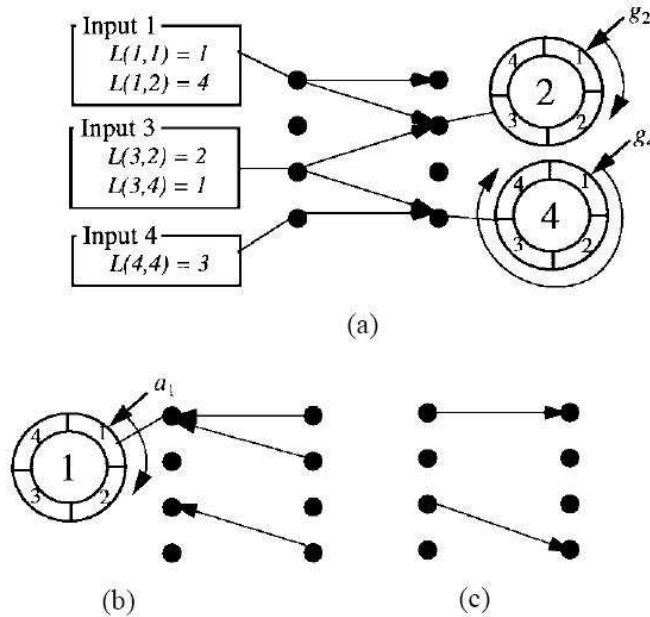 Input 1
L(1,1) = 1
L(1,2) = 4
Input 3
L(3,2) = 2
L(3,4) = 1
Input 4
L(4,4) = 3
g2
4 1
2
3 2
4 1
4
3 2
(a)
a1
4 1
1
3 2
(b)
(c)